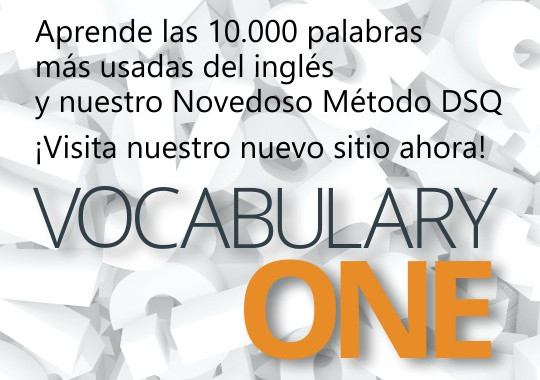 Aprende las 10.000 palabras
más usadas del inglés
y nuestro Novedoso Método DSQ
¡Visita nuestro nuevo sitio ahora!
VOCABULARY
ONE